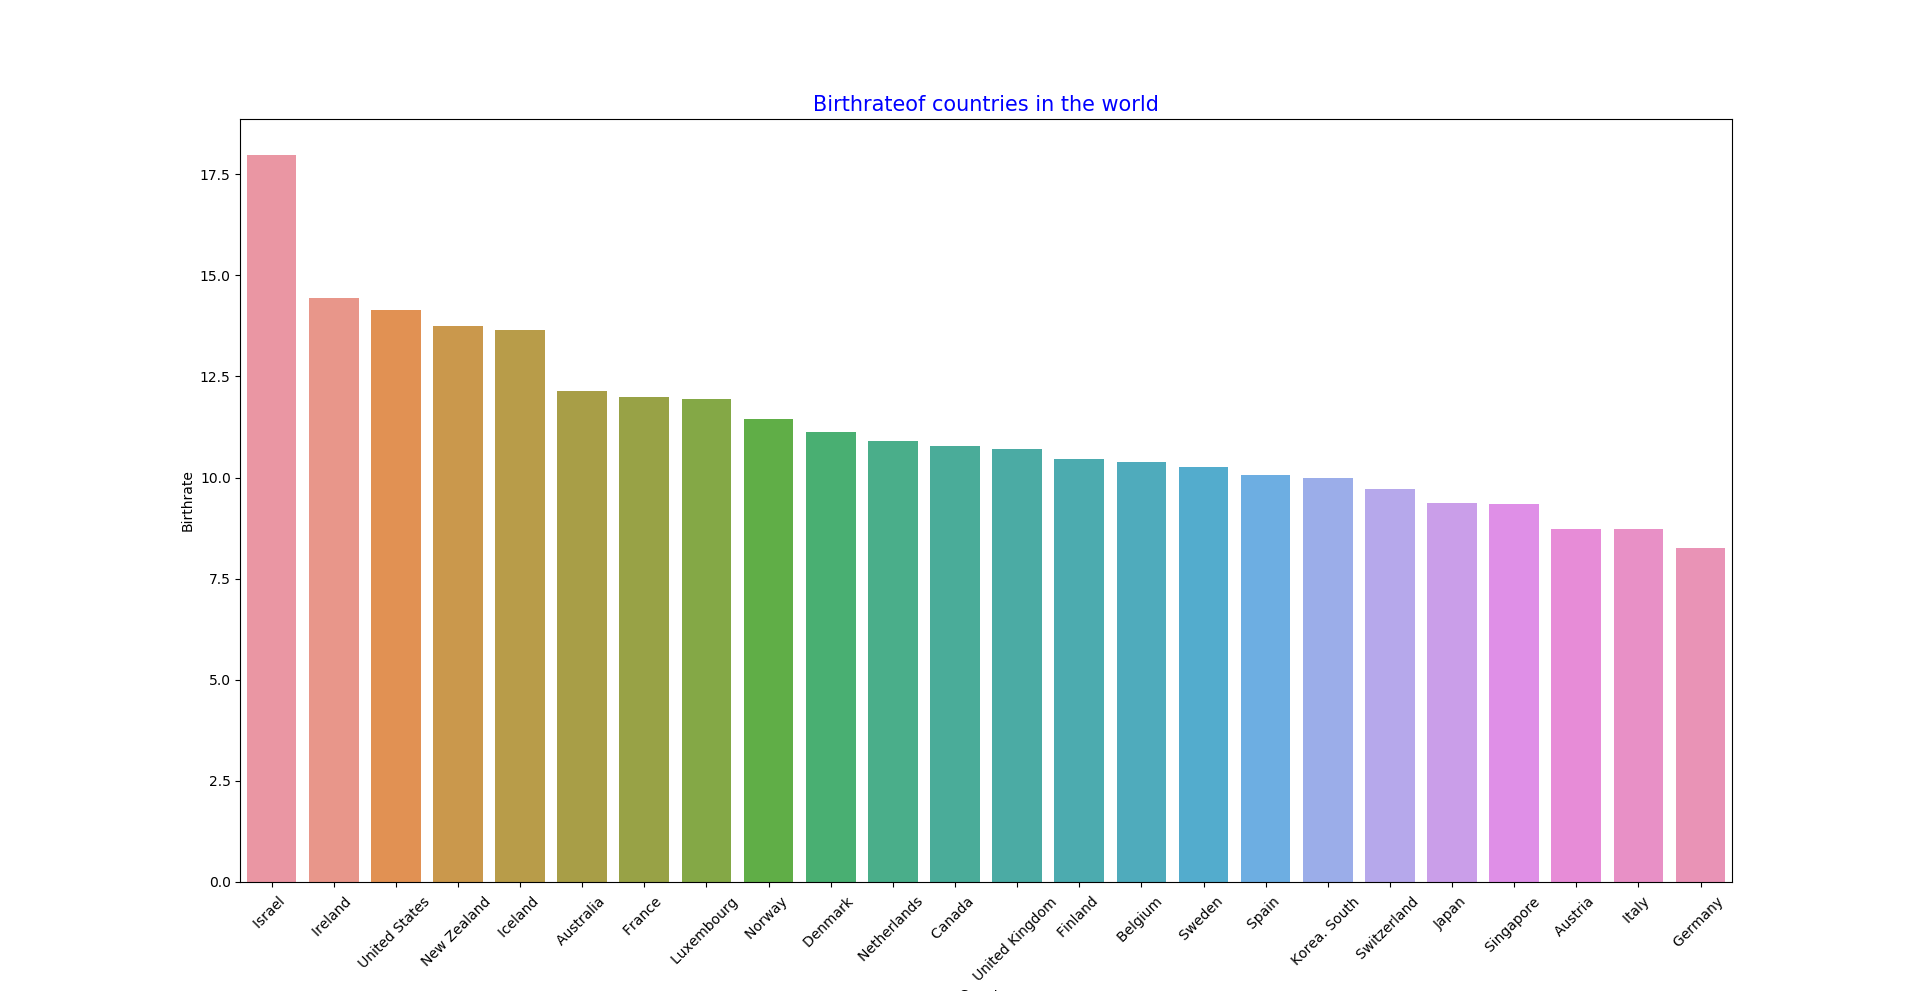 Birthrateof countries in the world
17.5
15.0
12.5
10.0
7.5
5.0
2.5
0.0
Birthrate
Israel
Ireland
United States
New Zealand
Iceland
Australia
France
Luxembourg
Norway
Denmark
Netherlands
Canada
United Kingdom
Finland
Belgium
Sweden
Spain
Korea. South
Switzerland
Japan
Singapore
Austria
Italy
Germany